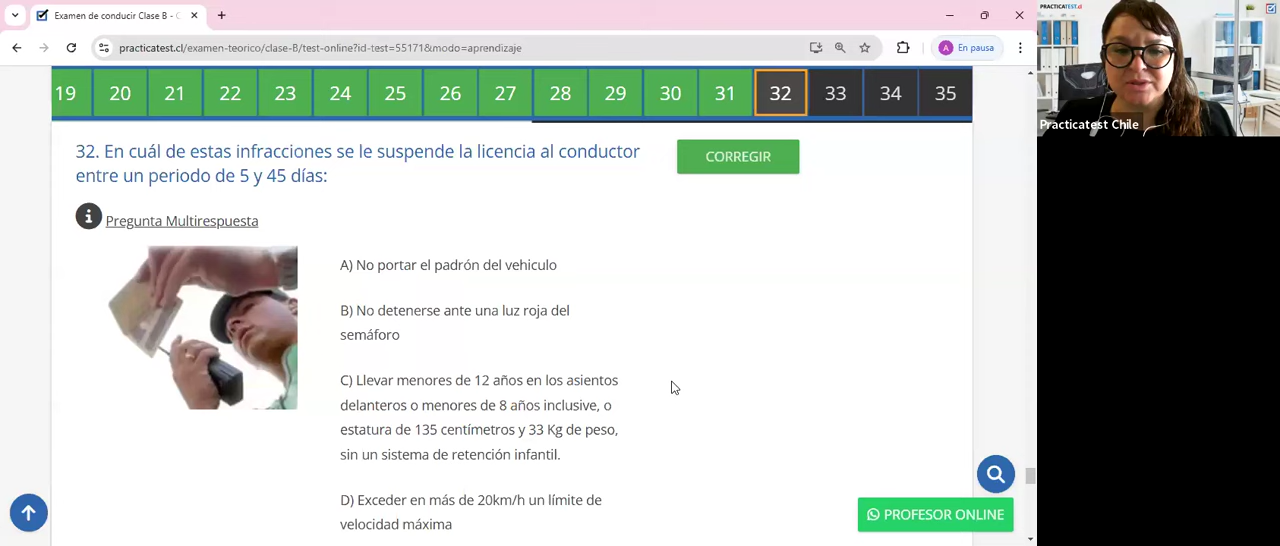 Examen de conducir Clase B - C
practicatest.cl/examen-teorico/clase-B/test-online?id-test=55171&modo=aprendizaje
A En pausa
PRACTICATEST.cl
Practicatest Chile
19 20 21 22 23 24 25 26 27 28 29 30 31 32 33 34 35
32. En cuál de estas infracciones se le suspende la licencia al conductor
entre un periodo de 5 y 45 días:
CORREGIR
Pregunta Multirespuesta
A) No portar el padrón del vehiculo
B) No detenerse ante una luz roja del
semáforo
C) Llevar menores de 12 años en los asientos
delanteros o menores de 8 años inclusive, o
estatura de 135 centímetros y 33 Kg de peso,
sin un sistema de retención infantil.
D) Exceder en más de 20km/h un límite de
velocidad máxima
PROFESOR ONLINE